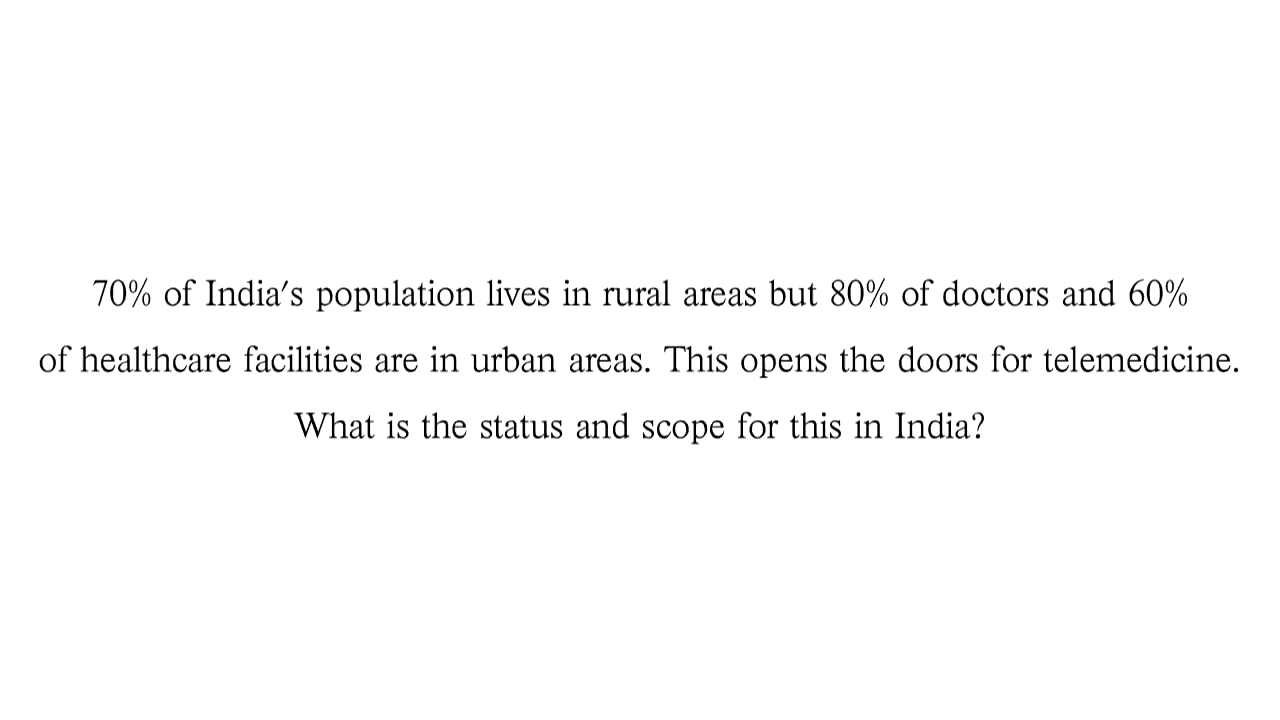 70% of India's population lives in rural areas but 80% of doctors and 60%
of healthcare facilities are in urban areas. This opens the doors for telemedicine.
What is the status and scope for this in India?